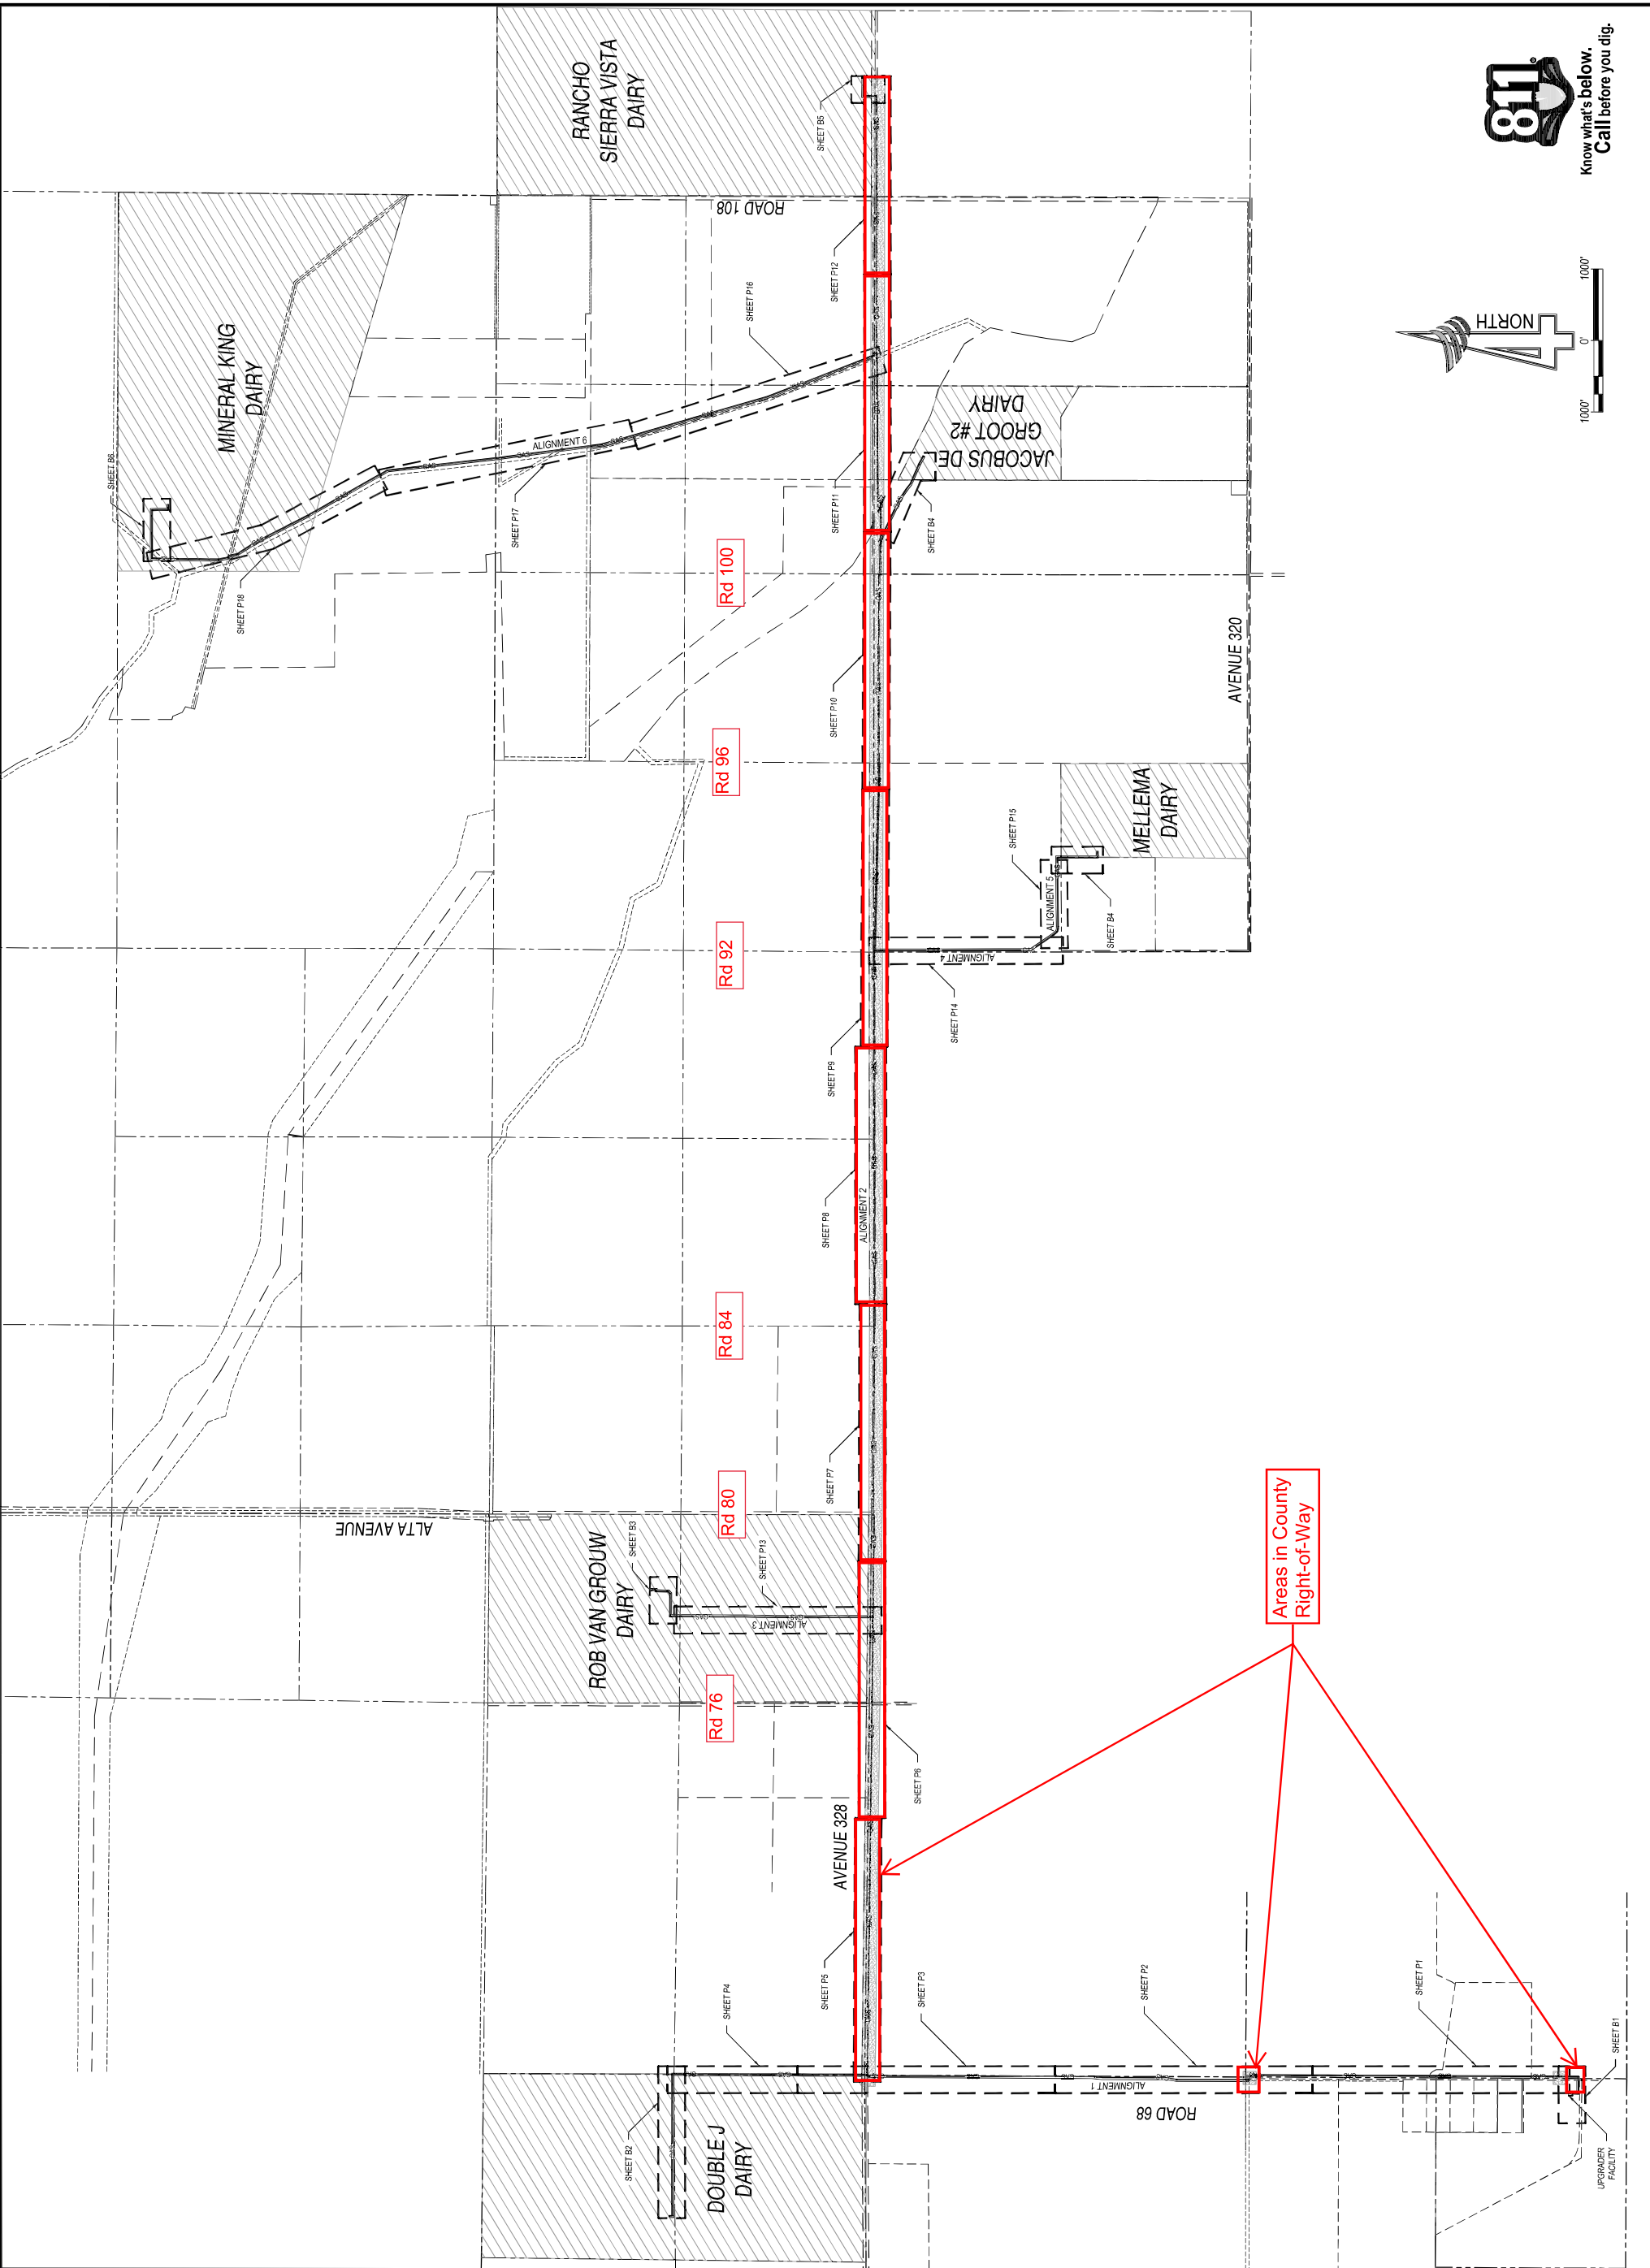 RANCHO
SIERRA VISTA
DAIRY
SHEET B5
ROAD 108
SHEET P12
MINERAL KING
DAIRY
SHEET B6
SHEET P18
ALIGNMENT 6
SHEET P17
SHEET P16
SHEET P11
JACOBUS DE
GROOT #2
DAIRY
SHEET B4
Rd 100
SHEET P10
AVENUE 320
Rd 96
MELLEMA
DAIRY
SHEET P15
ALIGNMENT 5
SHEET B4
ALIGNMENT 4
SHEET P14
Rd 92
SHEET P9
SHEET P8
ALIGNMENT 2
Rd 84
SHEET P7
Rd 80
ALTA AVENUE
ROB VAN GROUW
DAIRY
SHEET B3
SHEET P13
ALIGNMENT 3
GAS
GAS
Rd 76
SHEET P6
AVENUE 328
SHEET P5
SHEET P4
SHEET P3
SHEET P2
SHEET P1
SHEET B1
SHEET B2
DOUBLE J
DAIRY
ALIGNMENT 1
ROAD 68
UPGRADER
FACILITY
Areas in County
Right-of-Way
NORTH
1000'
0'
1000'
811
Know what's below.
Call before you dig.